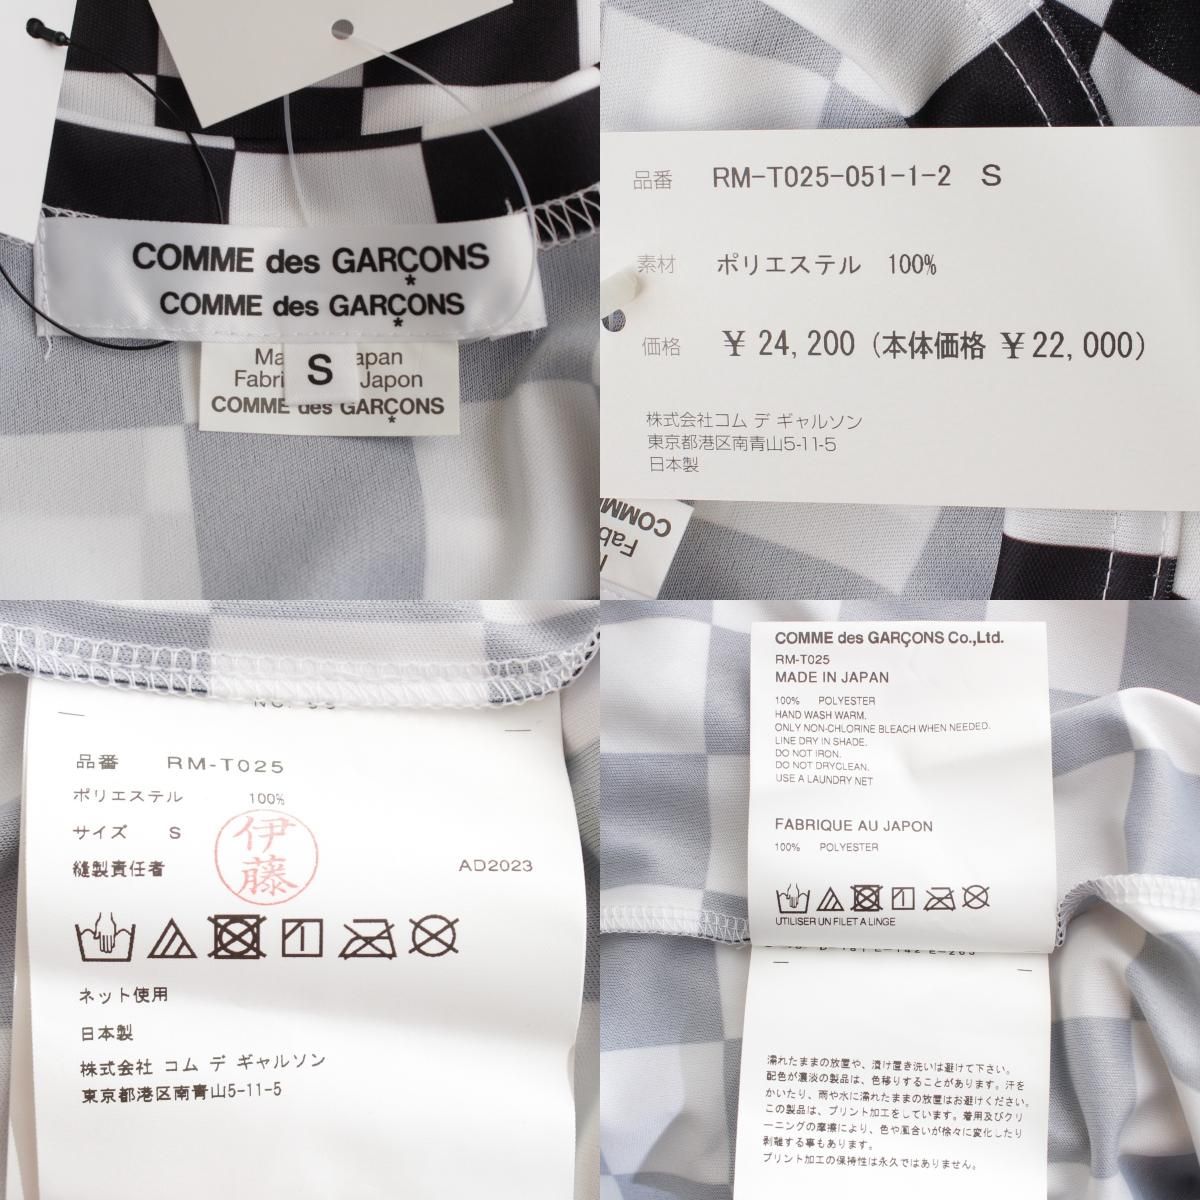 COMME des GARÇONS
COMME des GARÇONS
S
Japon
COMME des GARÇONS
品番 RM-T025-051-1-2 S
素材 ポリエステル 100%
価格 ¥ 24,200 (本体価格 ¥22,000)
株式会社コム デ ギャルソン
東京都港区南青山5-11-5
日本製
品番 RM-T025
ポリエステル 100%
サイズ S
伊藤
縫製責任者 AD2023
ネット使用
日本製
株式会社 コム デ ギャルソン
東京都港区南青山5-11-5
COMME des GARÇONS Co.,Ltd.
RM-T025
MADE IN JAPAN
100% POLYESTER
HAND WASH WARM.
ONLY NON-CHLORINE BLEACH WHEN NEEDED.
LINE DRY IN SHADE.
DO NOT IRON.
DO NOT DRYCLEAN.
USE A LAUNDRY NET
FABRIQUE AU JAPON
100% POLYESTER
UTILISER UN FILET A LINGE
濡れたままの放置や、漬け置き洗いは避けて下さい。
配色が濃淡の製品は、色移りすることがあります。汗を
かいたり、雨や水に濡れたままの放置はお避けください。
この製品は、プリント加工をしています。着用及びクリ
ーニングの摩擦により、色や風合いが徐々に変化したり
剥離する事もあります。
プリント加工の保持性は永久ではありません。